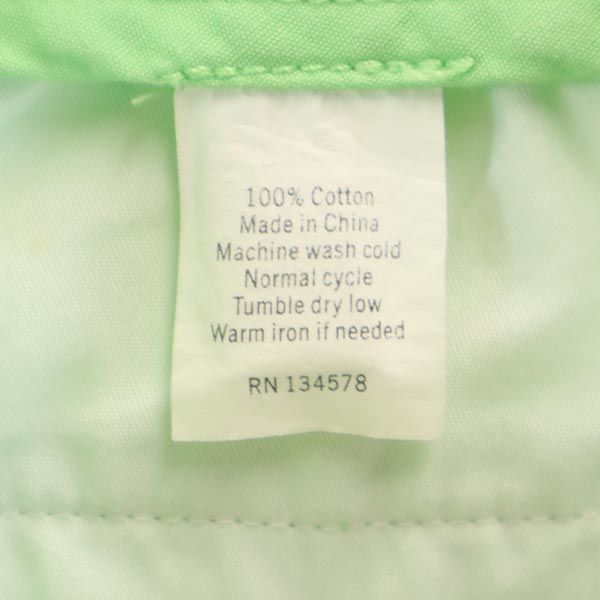 100% Cotton
Made in China
Machine wash cold
Normal cycle
Tumble dry low
Warm iron if needed
RN 134578